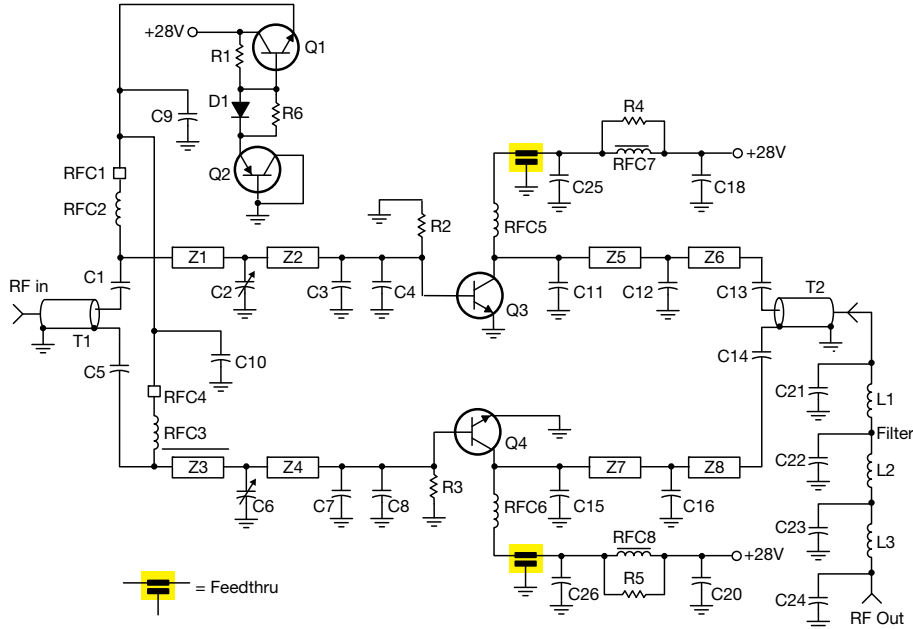 +28V
R1
Q1
D1
R6
C9
Q2
R4
RFC7
+28V
C25
C18
RFC1
RFC2
R2
RFC5
Z1
Z2
Z5
Z6
C1
C2
C3
C4
Q3
C11
C12
C13
T2
RF in
T1
C5
C10
C14
RFC4
RFC3
C21
L1
Filter
Q4
Z3
Z4
Z7
Z8
C22
L2
C6
C7
C8
R3
RFC6
C15
C16
C23
L3
RFC8
+28V
R5
C26
C20
C24
RF Out
= Feedthru